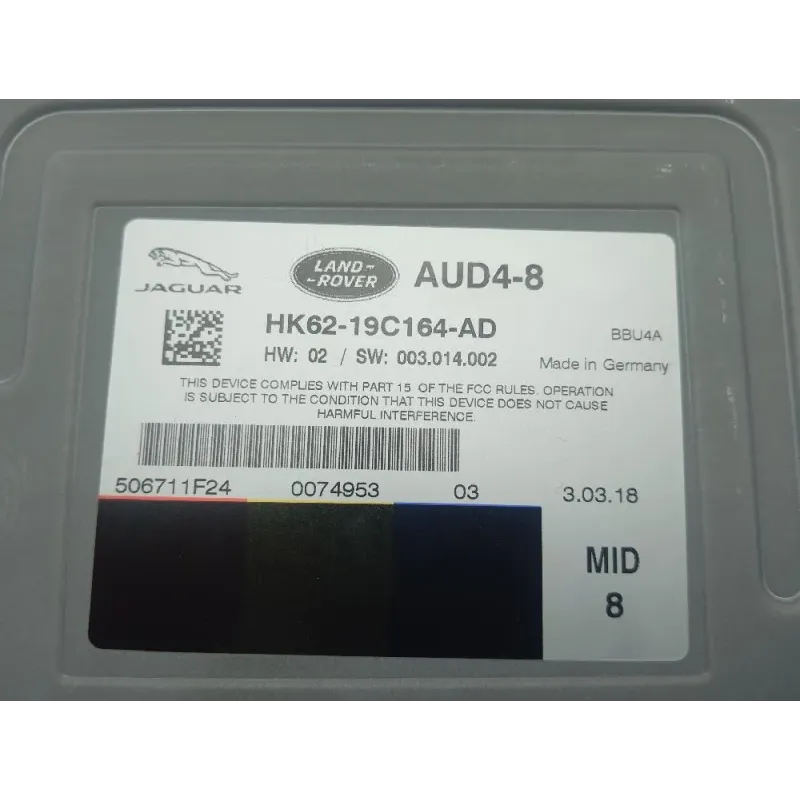 JAGUAR
LAND-
-ROVER
AUD4-8
HK62-19C164-AD
BBU4A
HW: 02 / SW: 003.014.002
Made in Germany
THIS DEVICE COMPLIES WITH PART 15 OF THE FCC RULES. OPERATION
IS SUBJECT TO THE CONDITION THAT THIS DEVICE DOES NOT CAUSE
HARMFUL INTERFERENCE.
506711F24 0074953 03 3.03.18
MID
8